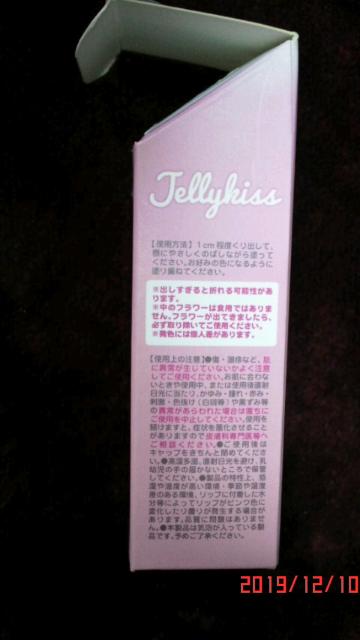 Jellykiss
【使用方法】1cm程度くり出して、
唇にやさしくのばしながら塗って
ください。お好みの色になるように
塗り重ねてください。
※出しすぎると折れる可能性があ
ります。
※中のフラワーは食用ではありま
せん。フラワーが出てきましたら、
必ず取り除いてご使用ください。
※発色には個人差があります。
【使用上の注意】●傷・湿疹など、肌
に異常が生じていないかよく注意
してご使用ください。お肌に合わな
いときや使用中、または使用後直射
日光に当たり、かゆみ・腫れ・赤み・
刺激・色抜け(白斑等)や黒ずみ等
の異常があらわれた場合は直ちに
ご使用を中止してください。使用を
続けますと、症状を悪化させることが
ありますので皮膚科専門医等へ
ご相談ください。●ご使用後は
キャップをきちんと閉めてくださ
い。●高温多湿、直射日光を避け、乳
幼児の手の届かないところで保管
してください。●製品の特性上、高
温や湿度が高い環境・季節や温度
差のある環境、リップに付着した水
分等によってリップがピンク色に
変化したり曇りが発生する場合が
あります。品質に問題はありませ
ん。●本製品は気泡が入っている製
品です。予めご了承ください。
2019/12/10